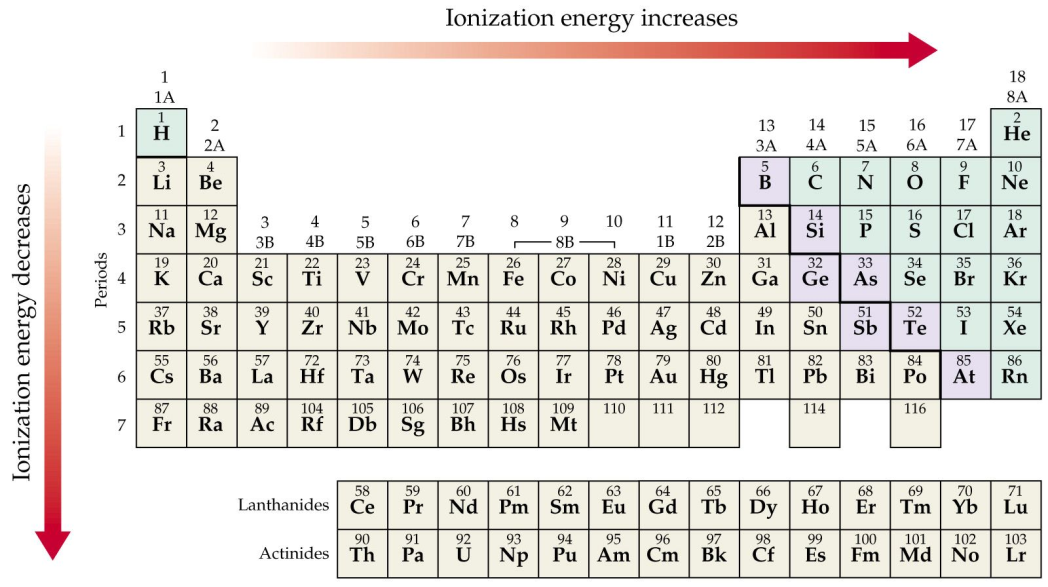 Ionization energy increases
Ionization energy decreases
Periods
1 18
1A 8A
1 2 13 14 15 16 17 2
1 H 2A 3A 4A 5A 6A 7A He
3 4 5 6 7 8 9 10
2 Li Be B C N O F Ne
11 12 3 4 5 6 7 8 9 10 11 12 13 14 15 16 17 18
3 Na Mg 3B 4B 5B 6B 7B 8B 1B 2B Al Si P S Cl Ar
19 20 21 22 23 24 25 26 27 28 29 30 31 32 33 34 35 36
4 K Ca Sc Ti V Cr Mn Fe Co Ni Cu Zn Ga Ge As Se Br Kr
37 38 39 40 41 42 43 44 45 46 47 48 49 50 51 52 53 54
5 Rb Sr Y Zr Nb Mo Tc Ru Rh Pd Ag Cd In Sn Sb Te I Xe
55 56 57 72 73 74 75 76 77 78 79 80 81 82 83 84 85 86
6 Cs Ba La Hf Ta W Re Os Ir Pt Au Hg Tl Pb Bi Po At Rn
87 88 89 104 105 106 107 108 109 110 111 112 114 116
7 Fr Ra Ac Rf Db Sg Bh Hs Mt
58 59 60 61 62 63 64 65 66 67 68 69 70 71
Lanthanides Ce Pr Nd Pm Sm Eu Gd Tb Dy Ho Er Tm Yb Lu
90 91 92 93 94 95 96 97 98 99 100 101 102 103
Actinides Th Pa U Np Pu Am Cm Bk Cf Es Fm Md No Lr